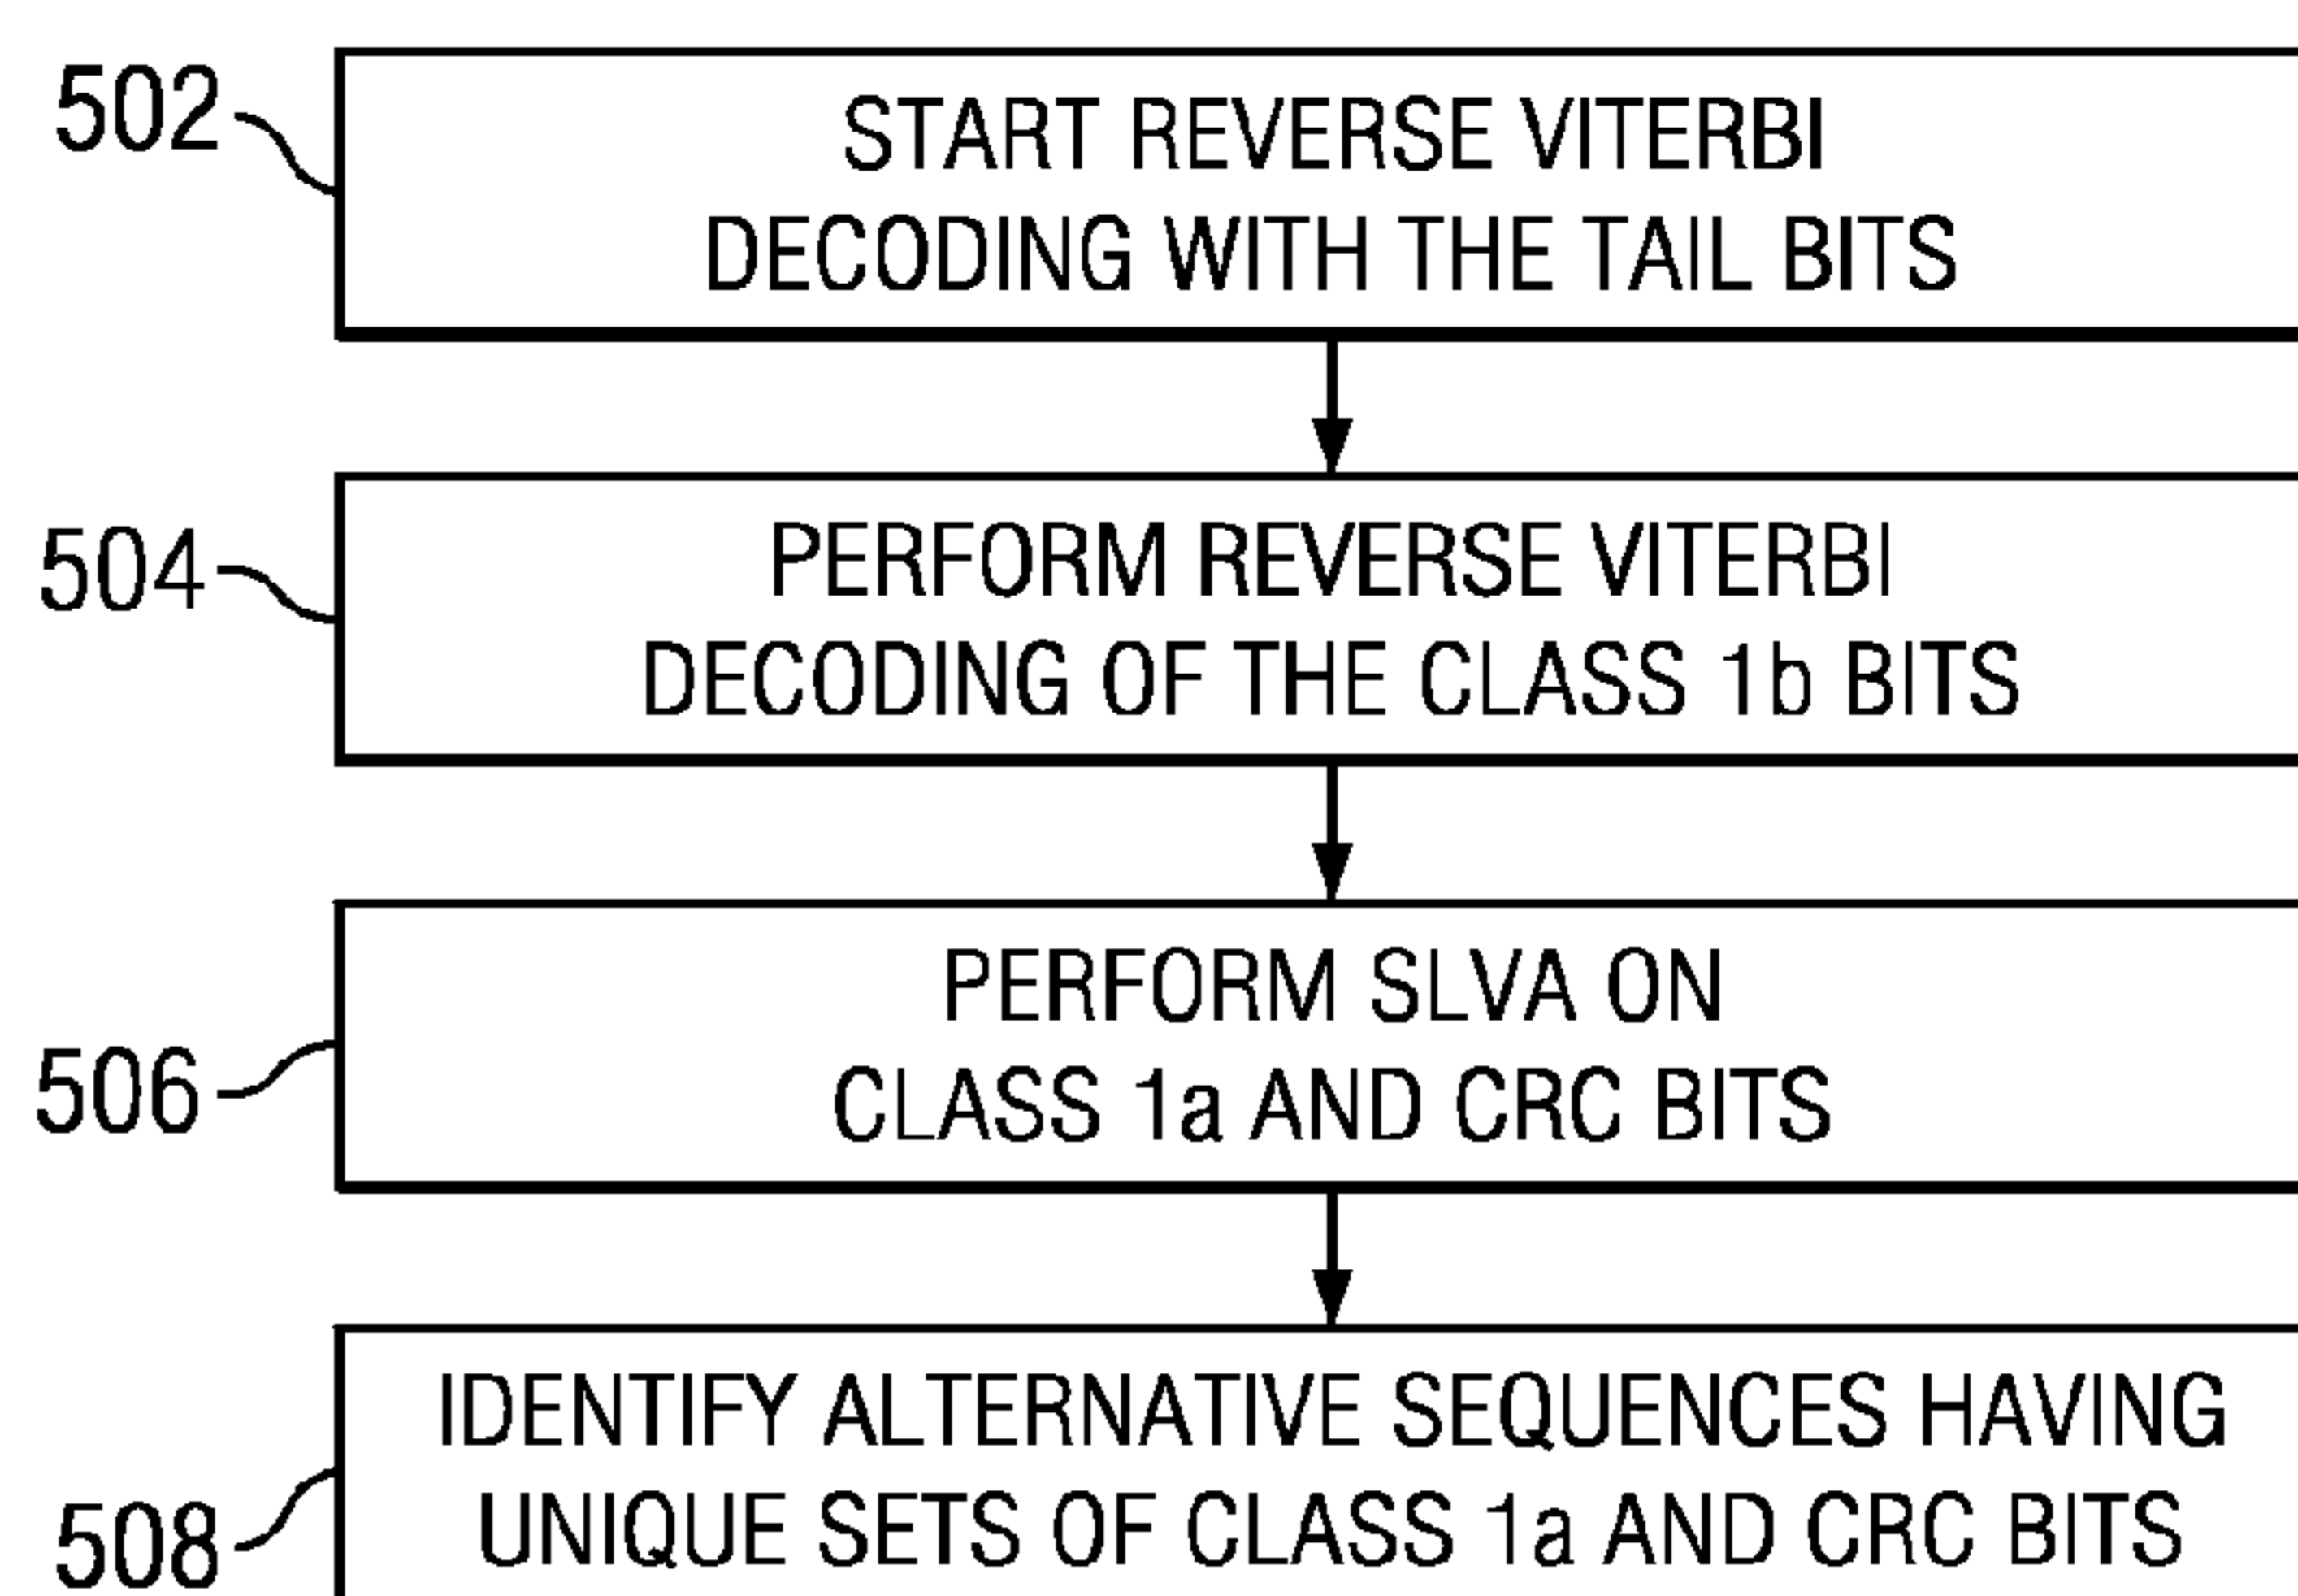 502
START REVERSE VITERBI
DECODING WITH THE TAIL BITS
504
PERFORM REVERSE VITERBI
DECODING OF THE CLASS 1b BITS
506
PERFORM SLVA ON
CLASS 1a AND CRC BITS
508
IDENTIFY ALTERNATIVE SEQUENCES HAVING
UNIQUE SETS OF CLASS 1a AND CRC BITS